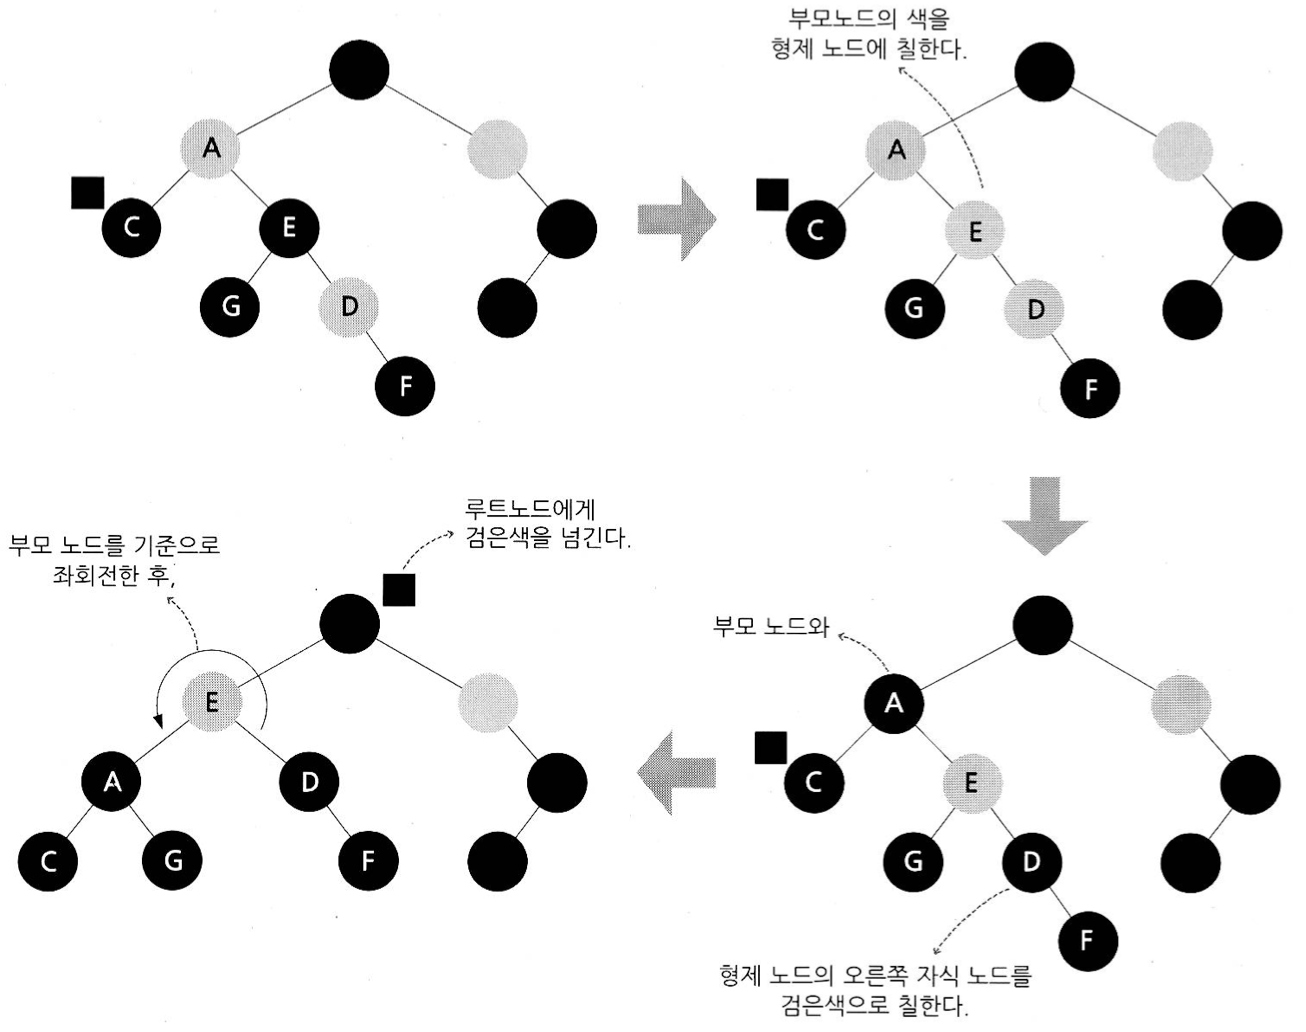 부모노드의 색을
형제 노드에 칠한다.
A
C
E
G
D
F
A
C
E
G
D
F
루트노드에게
검은색을 넘긴다.
부모 노드를 기준으로
좌회전한 후,
E
A
D
C
G
F
부모 노드와
A
C
E
G
D
F
형제 노드의 오른쪽 자식 노드를
검은색으로 칠한다.